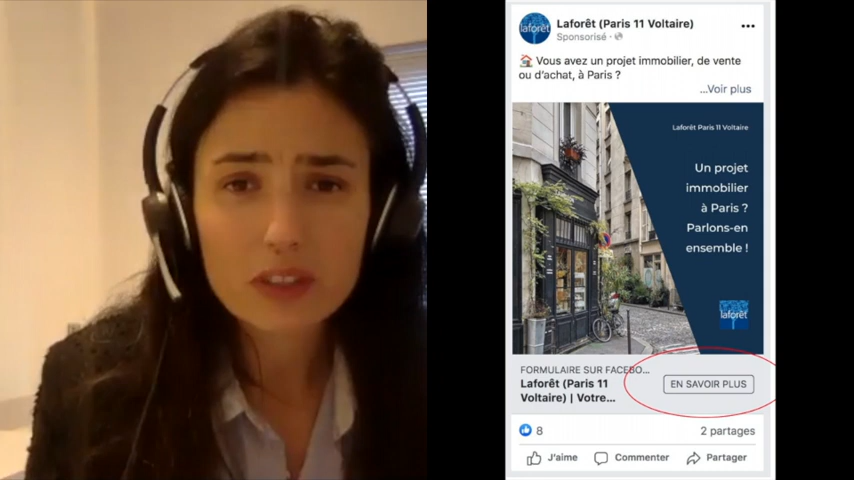 laforêt
Laforêt (Paris 11 Voltaire)
Sponsorisé ·
Vous avez un projet immobilier, de vente
ou d'achat, à Paris ?
...Voir plus
Laforêt Paris 11 Voltaire
Un projet
immobilier
à Paris ?
Parlons-en
ensemble !
laforêt
FORMULAIRE SUR FACEBO...
Laforêt (Paris 11
Voltaire) | Votre...
EN SAVOIR PLUS
8
2 partages
J'aime
Commenter
Partager